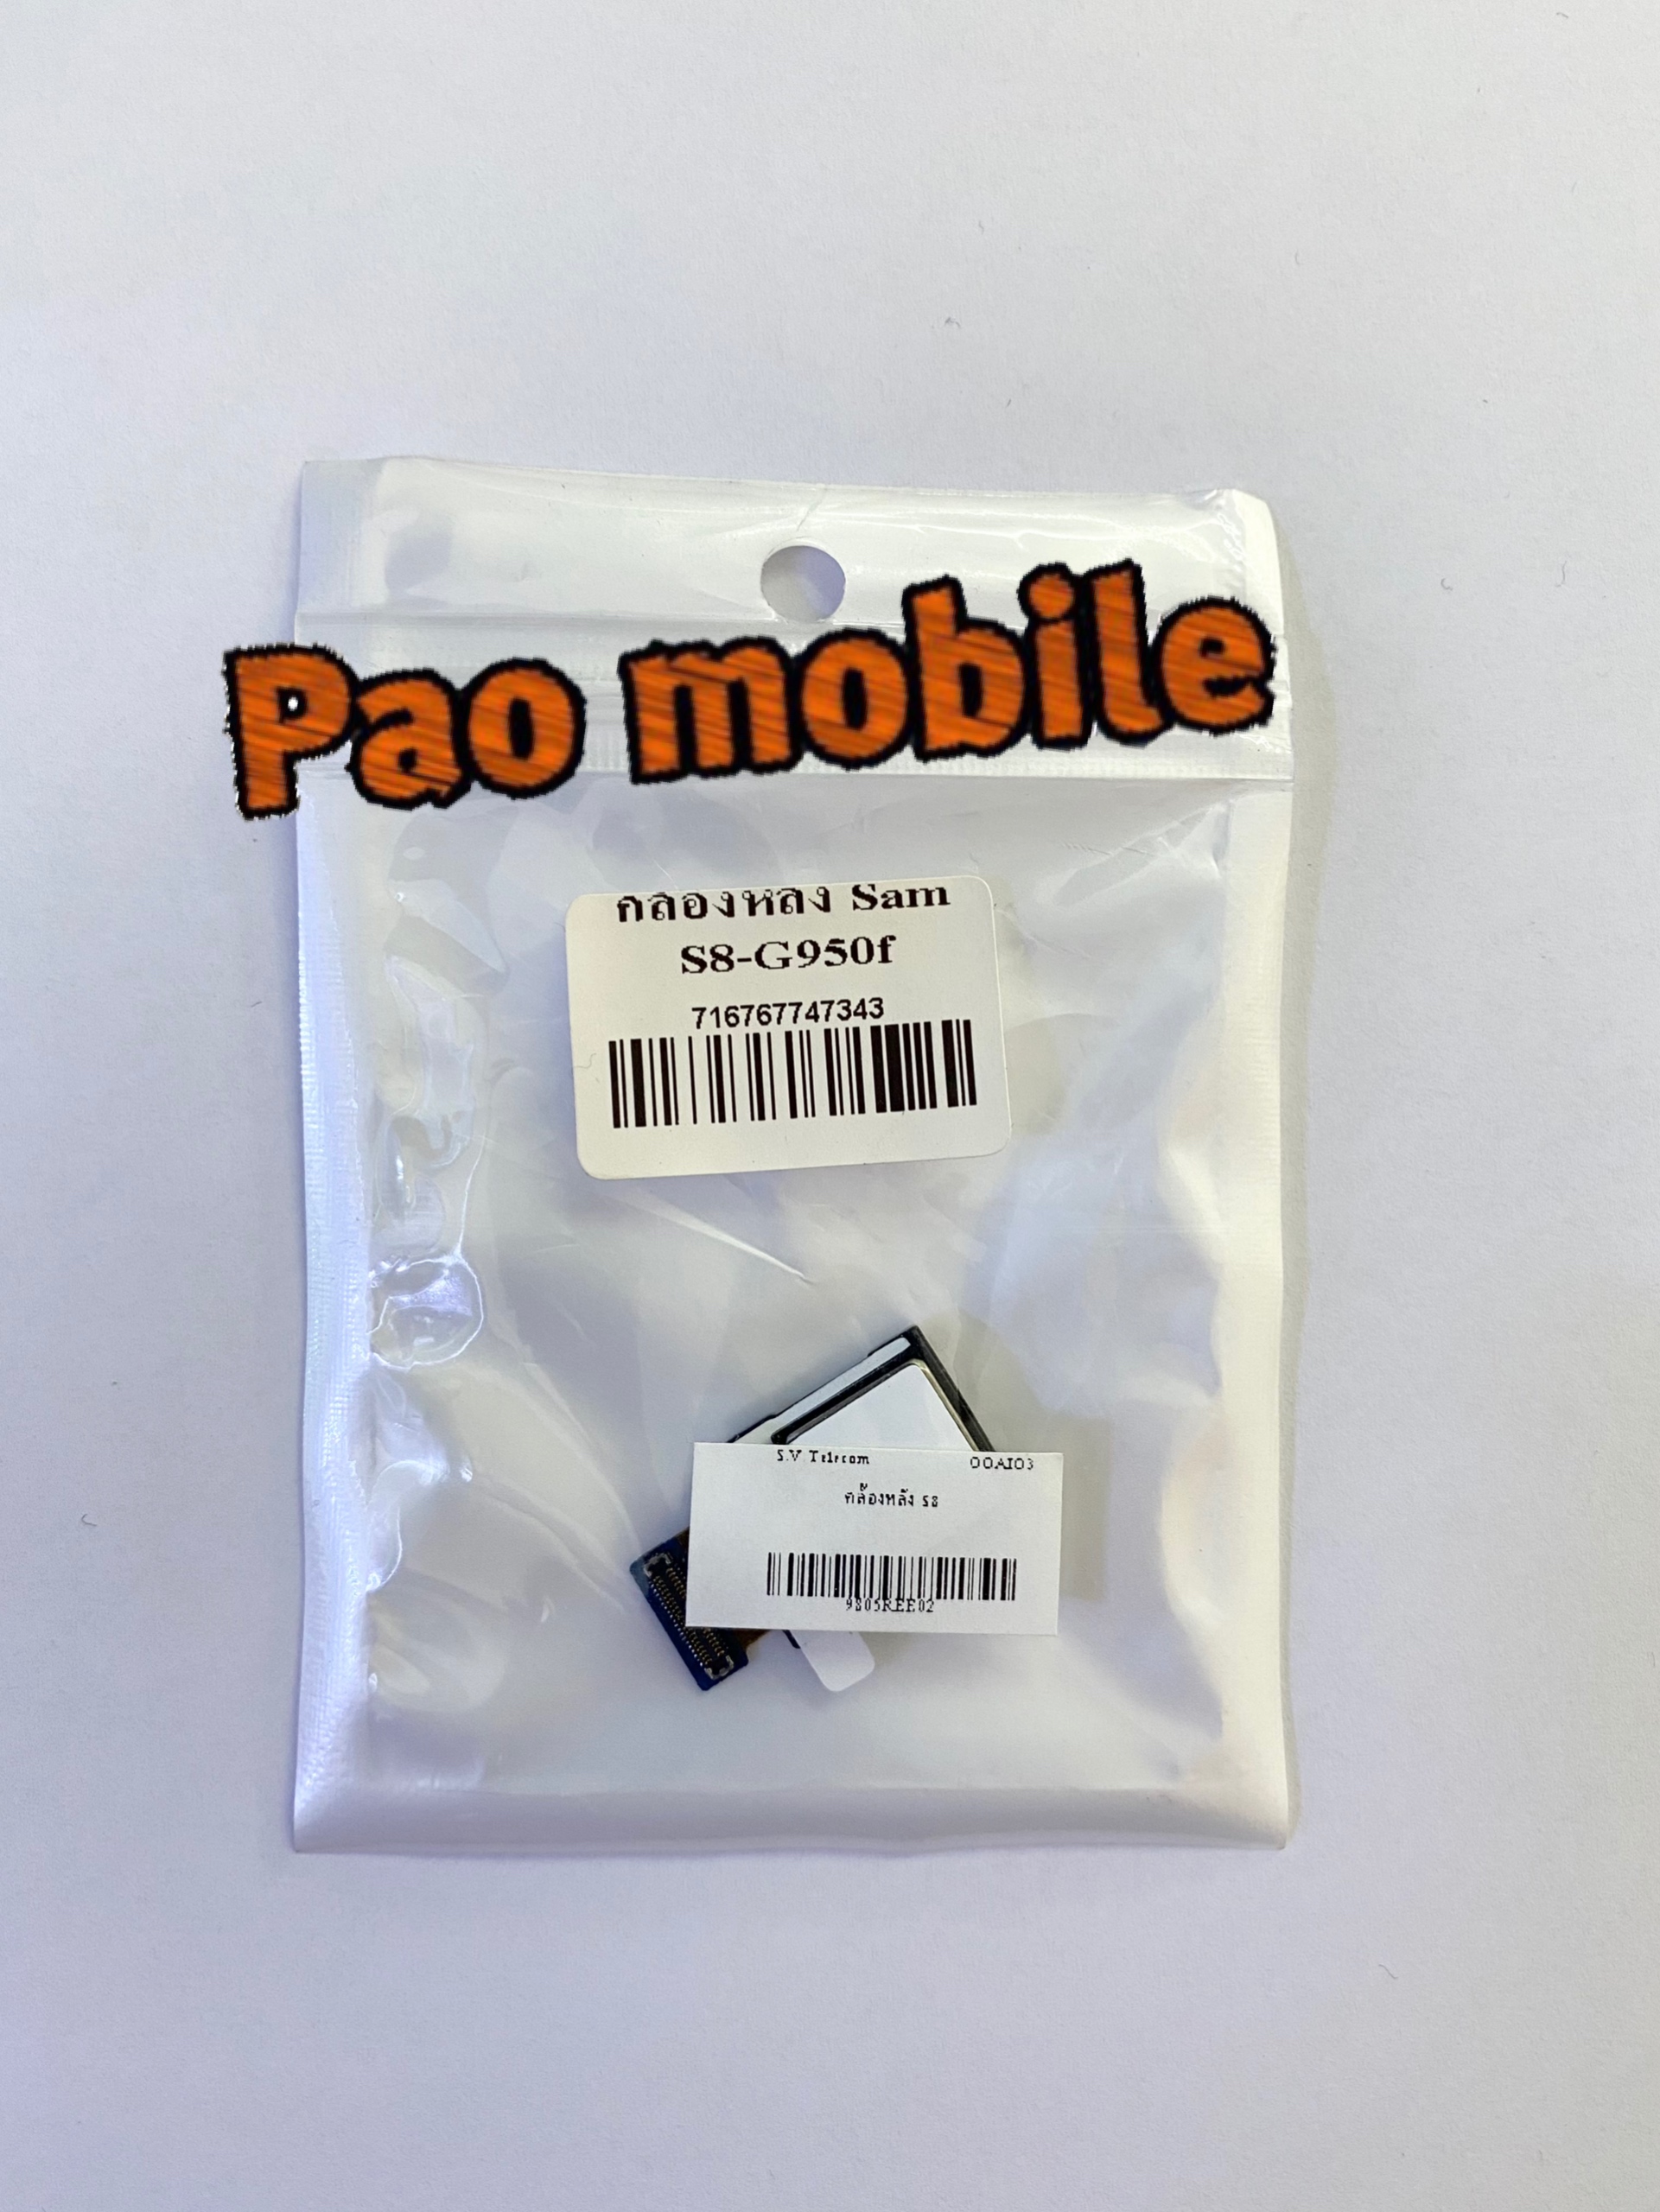 Pao mobile
กล้องหลัง Sam
S8-G950f
716767747343
S.V. Telecom
OOAIO3
กล้องหลัง S8
9805REE02